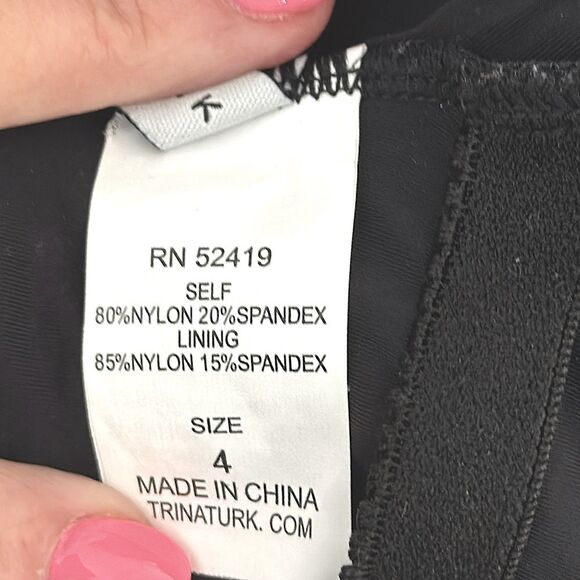 K
RN 52419
SELF
80%NYLON 20%SPANDEX
LINING
85%NYLON 15%SPANDEX
SIZE
4
MADE IN CHINA
TRINATURK. COM